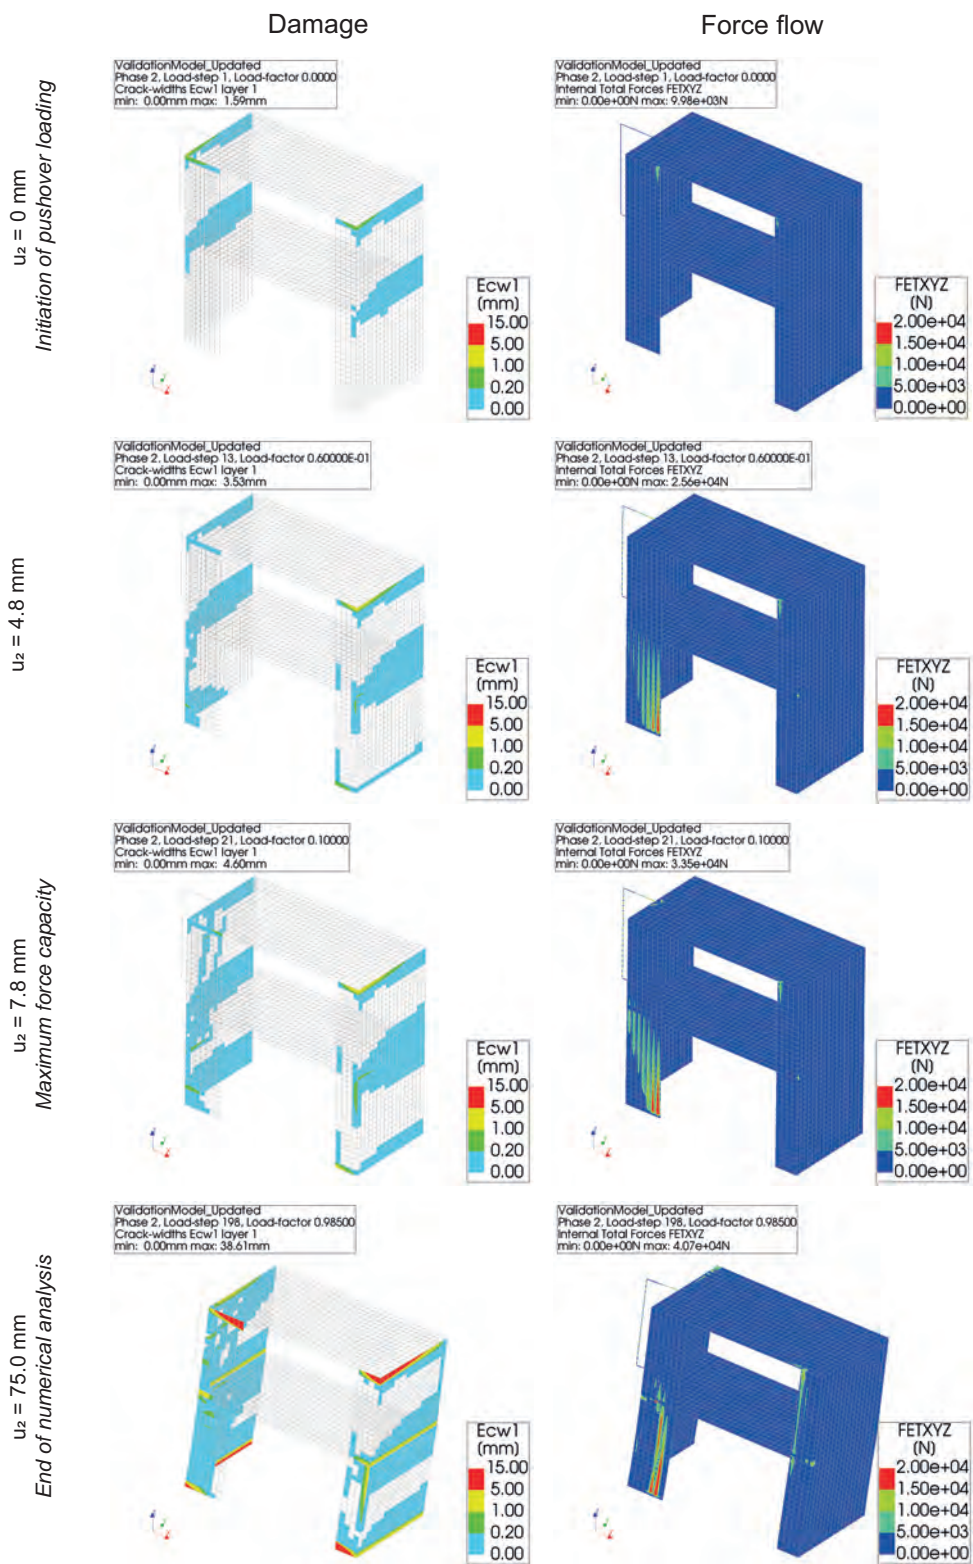 Damage
Force flow
u₂ = 0 mm
Initiation of pushover loading
ValidationModel_Updated
Phase 2, Load-step 1, Load-factor 0.0000
Crack-widths Ecw1 layer 1
min: 0.00mm max: 1.59mm
Ecw1
(mm)
15.00
5.00
1.00
0.20
0.00
ValidationModel_Updated
Phase 2, Load-step 1, Load-factor 0.0000
Internal Total Forces FETXYZ
min: 0.00e+00N max: 9.98e+03N
FETXYZ
(N)
2.00e+04
1.50e+04
1.00e+04
5.00e+03
0.00e+00
u₂ = 4.8 mm
ValidationModel_Updated
Phase 2, Load-step 13, Load-factor 0.60000E-01
Crack-widths Ecw1 layer 1
min: 0.00mm max: 3.53mm
Ecw1
(mm)
15.00
5.00
1.00
0.20
0.00
ValidationModel_Updated
Phase 2, Load-step 13, Load-factor 0.60000E-01
Internal Total Forces FETXYZ
min: 0.00e+00N max: 2.56e+04N
FETXYZ
(N)
2.00e+04
1.50e+04
1.00e+04
5.00e+03
0.00e+00
u₂ = 7.8 mm
Maximum force capacity
ValidationModel_Updated
Phase 2, Load-step 21, Load-factor 0.10000
Crack-widths Ecw1 layer 1
min: 0.00mm max: 4.60mm
Ecw1
(mm)
15.00
5.00
1.00
0.20
0.00
ValidationModel_Updated
Phase 2, Load-step 21, Load-factor 0.10000
Internal Total Forces FETXYZ
min: 0.00e+00N max: 3.35e+04N
FETXYZ
(N)
2.00e+04
1.50e+04
1.00e+04
5.00e+03
0.00e+00
u₂ = 75.0 mm
End of numerical analysis
ValidationModel_Updated
Phase 2, Load-step 198, Load-factor 0.98500
Crack-widths Ecw1 layer 1
min: 0.00mm max: 38.61mm
Ecw1
(mm)
15.00
5.00
1.00
0.20
0.00
ValidationModel_Updated
Phase 2, Load-step 198, Load-factor 0.98500
Internal Total Forces FETXYZ
min: 0.00e+00N max: 4.07e+04N
FETXYZ
(N)
2.00e+04
1.50e+04
1.00e+04
5.00e+03
0.00e+00